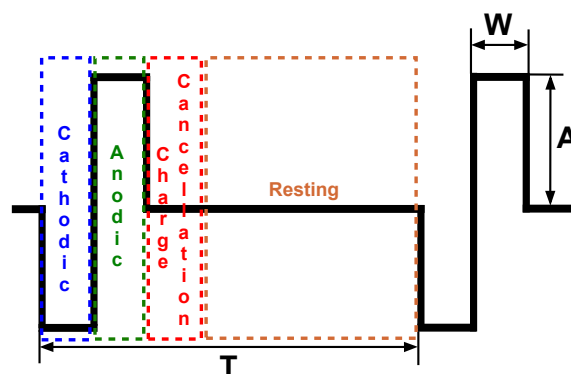 Cathodic
Anodic
Charge
Cancellation
Resting
W
A
T